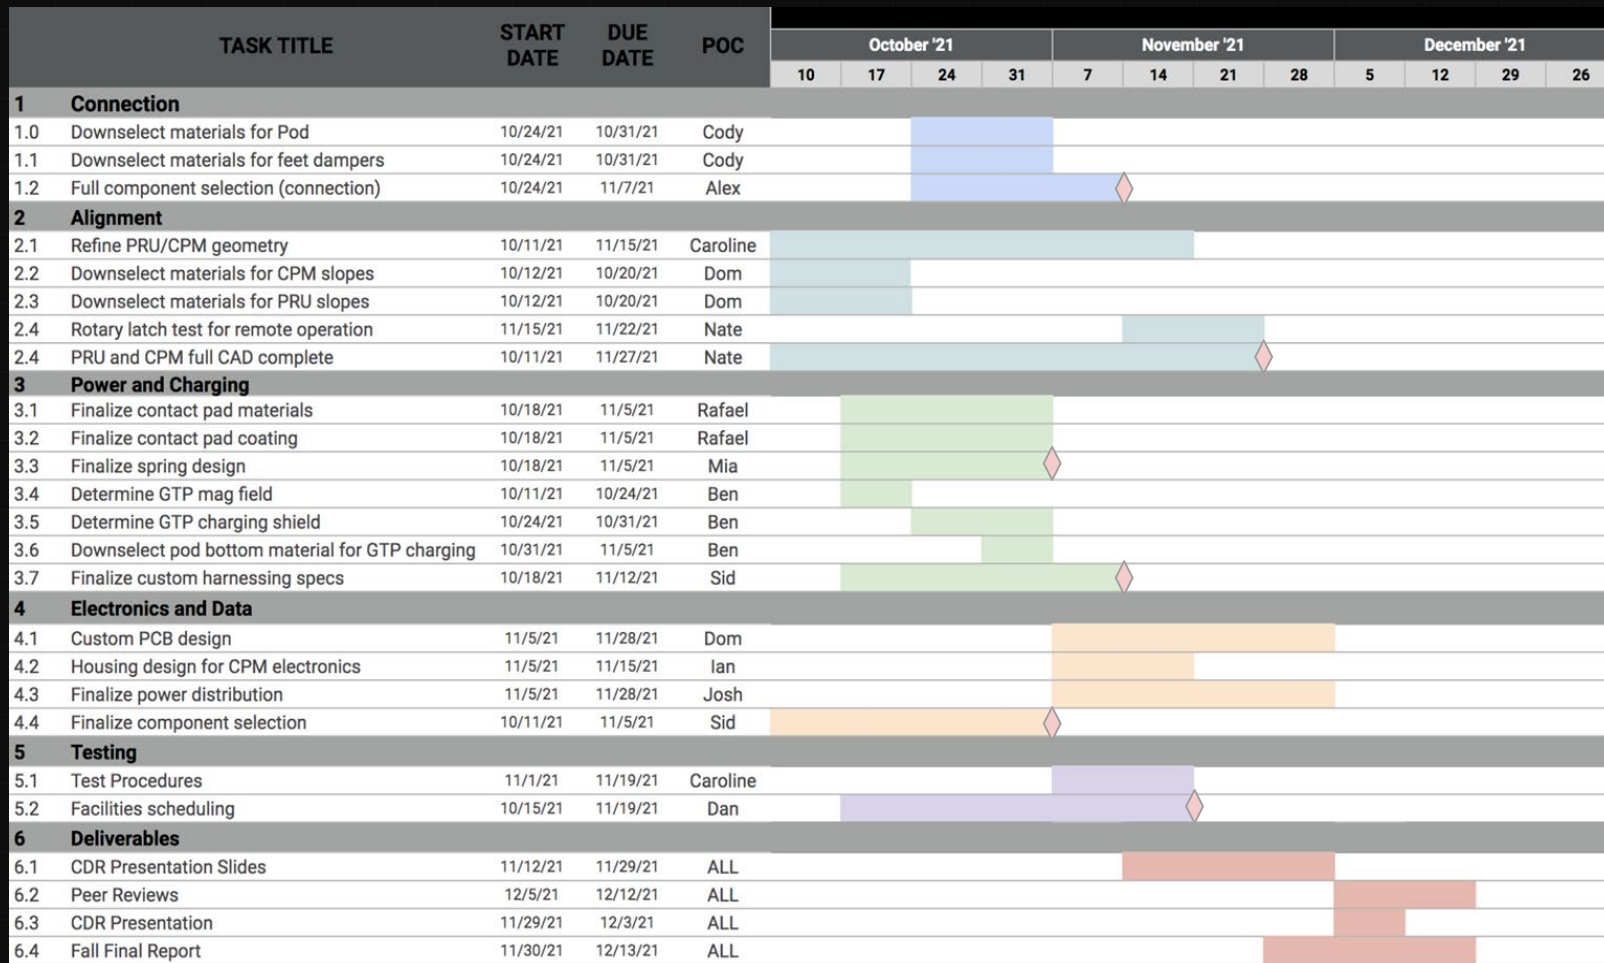 TASK TITLE START DATE DUE DATE POC October '21 November '21 December '21
10 17 24 31 7 14 21 28 5 12 29 26
1 Connection
1.0 Downselect materials for Pod 10/24/21 10/31/21 Cody
1.1 Downselect materials for feet dampers 10/24/21 10/31/21 Cody
1.2 Full component selection (connection) 10/24/21 11/7/21 Alex
2 Alignment
2.1 Refine PRU/CPM geometry 10/11/21 11/15/21 Caroline
2.2 Downselect materials for CPM slopes 10/12/21 10/20/21 Dom
2.3 Downselect materials for PRU slopes 10/12/21 10/20/21 Dom
2.4 Rotary latch test for remote operation 11/15/21 11/22/21 Nate
2.4 PRU and CPM full CAD complete 10/11/21 11/27/21 Nate
3 Power and Charging
3.1 Finalize contact pad materials 10/18/21 11/5/21 Rafael
3.2 Finalize contact pad coating 10/18/21 11/5/21 Rafael
3.3 Finalize spring design 10/18/21 11/5/21 Mia
3.4 Determine GTP mag field 10/11/21 10/24/21 Ben
3.5 Determine GTP charging shield 10/24/21 10/31/21 Ben
3.6 Downselect pod bottom material for GTP charging 10/31/21 11/5/21 Ben
3.7 Finalize custom harnessing specs 10/18/21 11/12/21 Sid
4 Electronics and Data
4.1 Custom PCB design 11/5/21 11/28/21 Dom
4.2 Housing design for CPM electronics 11/5/21 11/15/21 Ian
4.3 Finalize power distribution 11/5/21 11/28/21 Josh
4.4 Finalize component selection 10/11/21 11/5/21 Sid
5 Testing
5.1 Test Procedures 11/1/21 11/19/21 Caroline
5.2 Facilities scheduling 10/15/21 11/19/21 Dan
6 Deliverables
6.1 CDR Presentation Slides 11/12/21 11/29/21 ALL
6.2 Peer Reviews 12/5/21 12/12/21 ALL
6.3 CDR Presentation 11/29/21 12/3/21 ALL
6.4 Fall Final Report 11/30/21 12/13/21 ALL